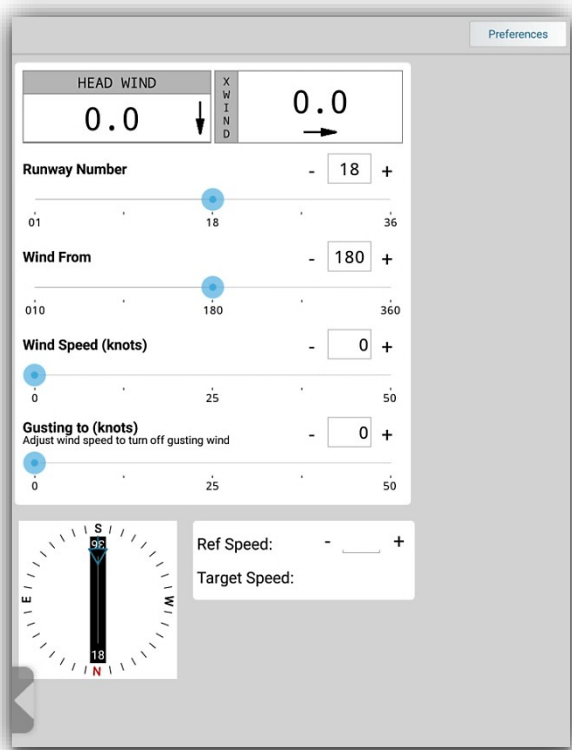 Preferences
HEAD WIND
0.0
XWIND
0.0
Runway Number - 18 +
01 18 36
Wind From - 180 +
010 180 360
Wind Speed (knots) - 0 +
0 25 50
Gusting to (knots) - 0 +
Adjust wind speed to turn off gusting wind
0 25 50
S
36
E W
18
N
Ref Speed: - +
Target Speed: